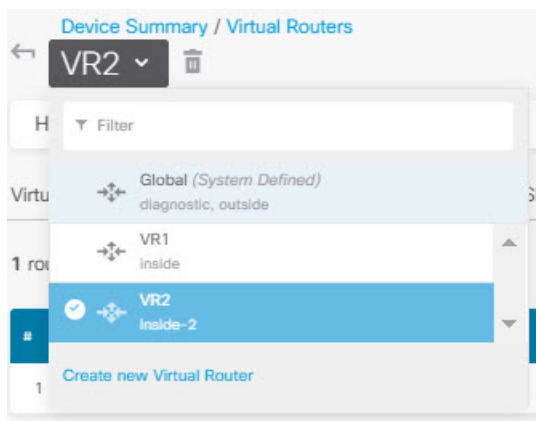 Device Summary / Virtual Routers
VR2
H
Filter
Virtu
Global (System Defined)
diagnostic, outside
S
VR1
inside
1 rou
VR2
inside-2
#
Create new Virtual Router
1